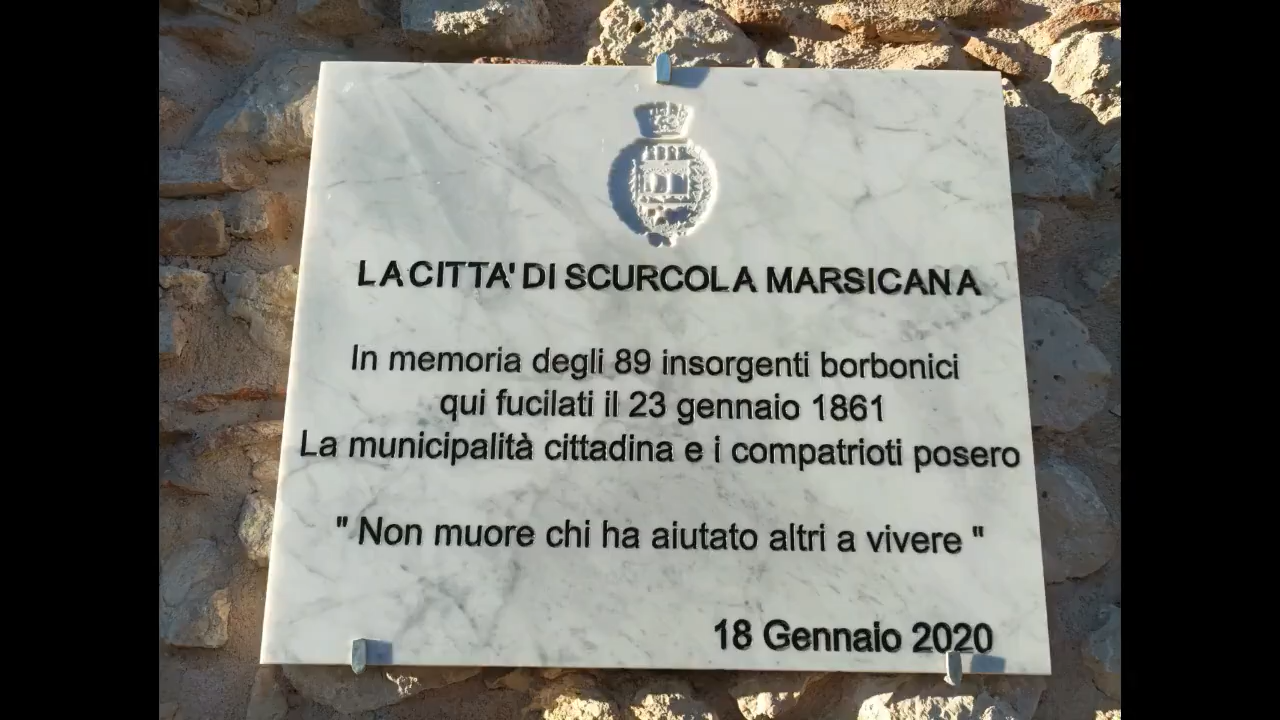 LA CITTA' DI SCURCOLA MARSICANA
In memoria degli 89 insorgenti borbonici
qui fucilati il 23 gennaio 1861
La municipalità cittadina e i compatrioti posero
" Non muore chi ha aiutato altri a vivere "
18 Gennaio 2020